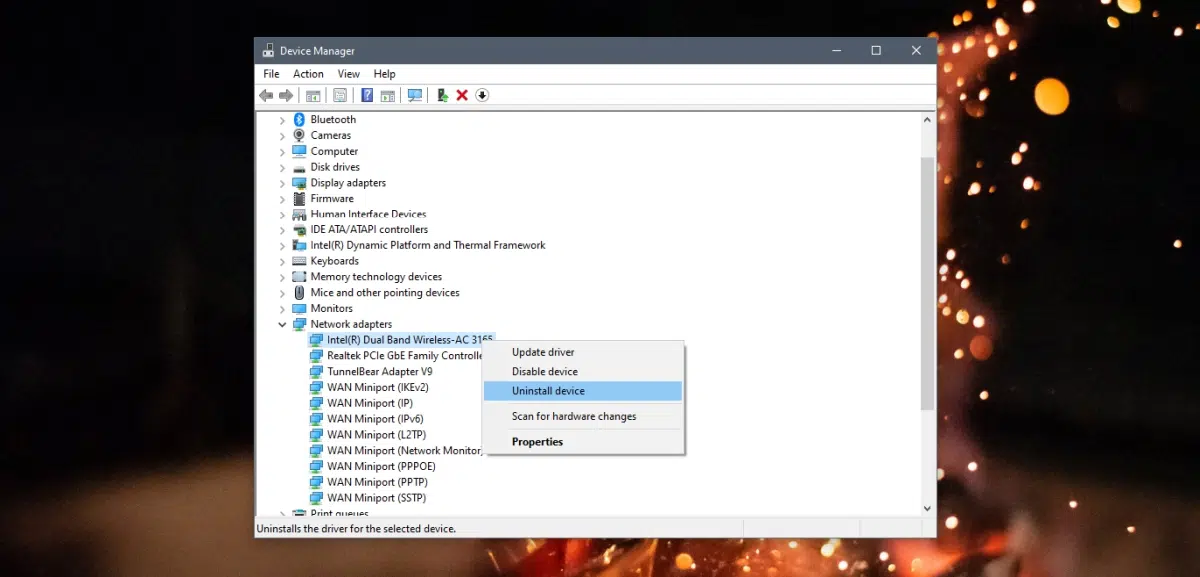 Device Manager
File Action View Help
Bluetooth
Cameras
Computer
Disk drives
Display adapters
Firmware
Human Interface Devices
IDE ATA/ATAPI controllers
Intel(R) Dynamic Platform and Thermal Framework
Keyboards
Memory technology devices
Mice and other pointing devices
Monitors
Network adapters
Intel(R) Dual Band Wireless-AC 3165
Realtek PCIe GbE Family Controlle
TunnelBear Adapter V9
WAN Miniport (IKEv2)
WAN Miniport (IP)
WAN Miniport (IPv6)
WAN Miniport (L2TP)
WAN Miniport (Network Monitor)
WAN Miniport (PPPOE)
WAN Miniport (PPTP)
WAN Miniport (SSTP)
Print queues
Update driver
Disable device
Uninstall device
Scan for hardware changes
Properties
Uninstalls the driver for the selected device.